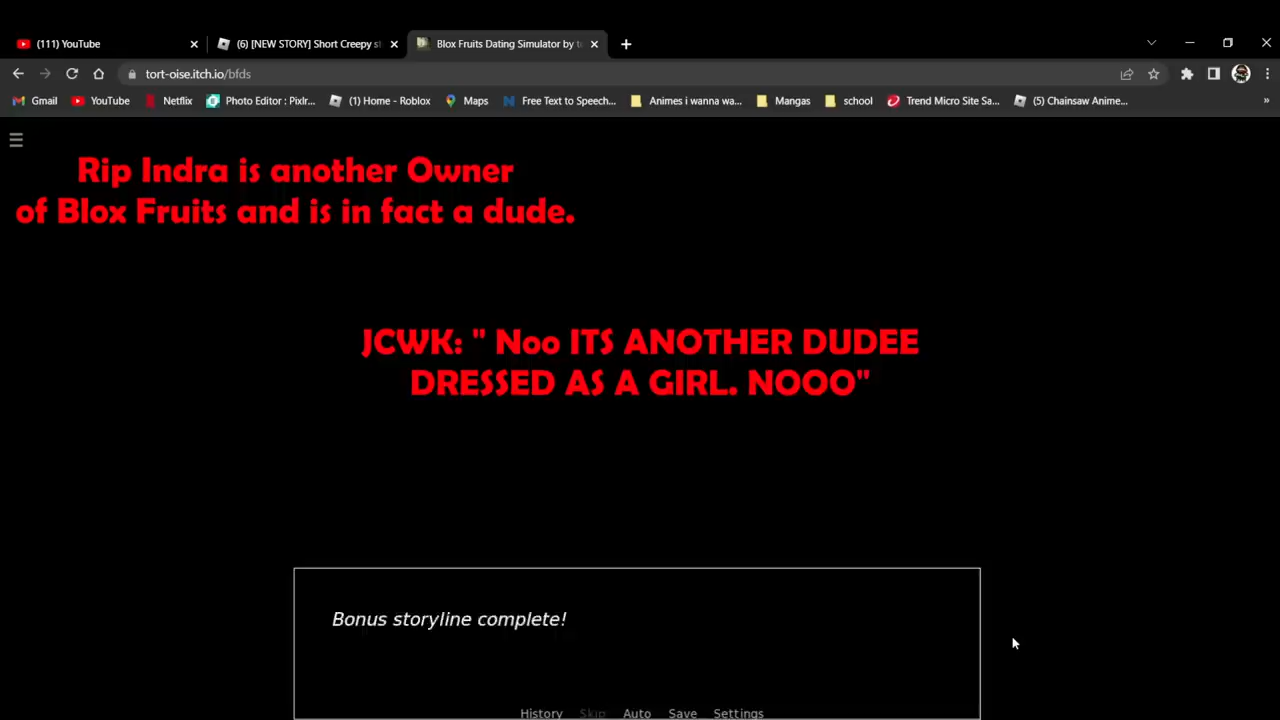 (111) YouTube
(6) [NEW STORY] Short Creepy s
Blox Fruits Dating Simulator by t
tort-oise.itch.io/bfds
Gmail YouTube Netflix Photo Editor : Pixlr... (1) Home - Roblox Maps Free Text to Speech... Animes i wanna wa... Mangas school Trend Micro Site Sa... (5) Chainsaw Anime... »
Rip Indra is another Owner
of Blox Fruits and is in fact a dude.
JCWK: " Noo ITS ANOTHER DUDEE
DRESSED AS A GIRL. NOOO"
Bonus storyline complete!
History Skip Auto Save Settings